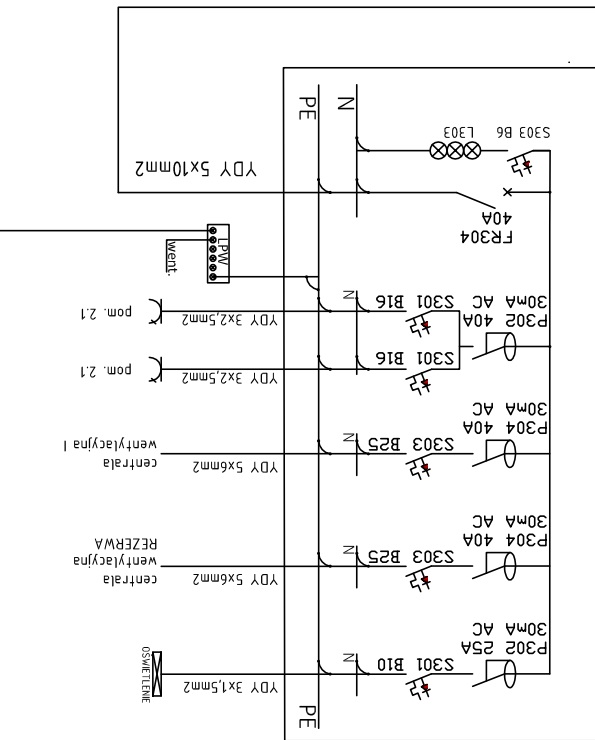 PE
N
L303
S303 B6
YDY 5x10mm2
40A
FR304
LPW
went.
pom. 2.1
YDY 3x2,5mm2
N
S301 B16
P302 40A
30mA AC
pom. 2.1
YDY 3x2,5mm2
N
S301 B16
centrala
wentylacyjna I
YDY 5x6mm2
N
S303 B25
P304 40A
30mA AC
centrala
wentylacyjna
REZERWA
YDY 5x6mm2
N
S303 B25
P304 40A
30mA AC
OŚWIETLENIE
YDY 3x1,5mm2
N
S301 B10
P302 25A
30mA AC
PE